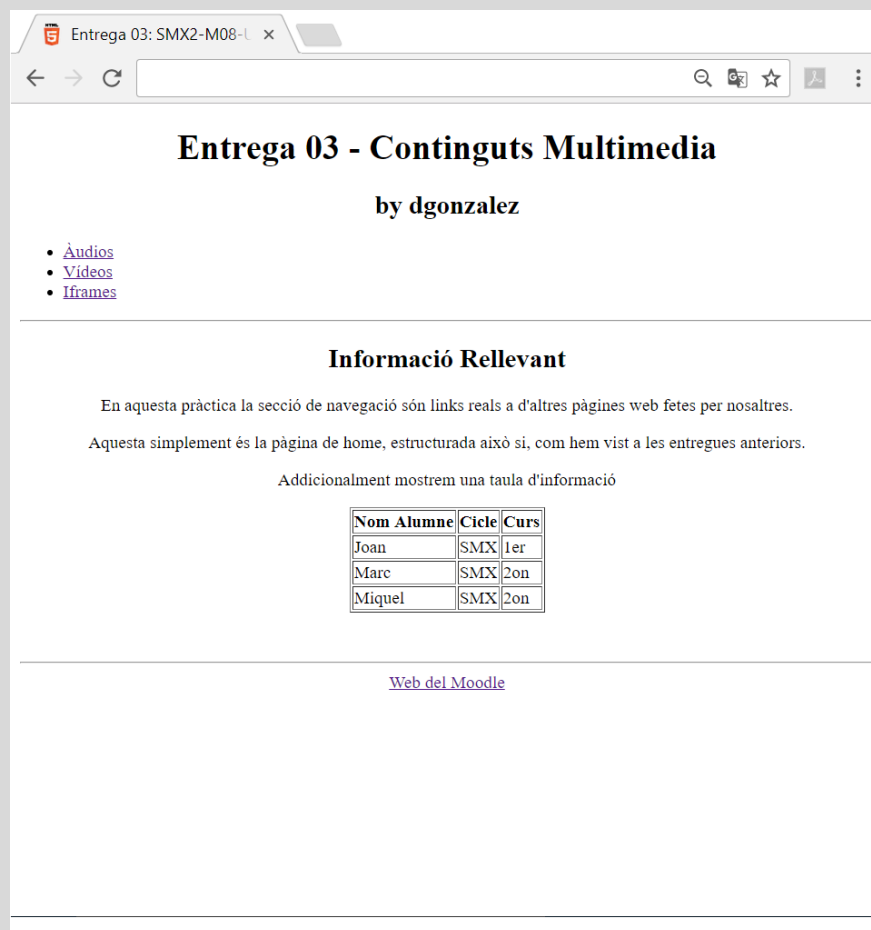 Entrega 03: SMX2-M08-
Entrega 03 - Continguts Multimedia
by dgonzalez
Àudios
Vídeos
Iframes
Informació Rellevant
En aquesta pràctica la secció de navegació són links reals a d'altres pàgines web fetes per nosaltres.
Aquesta simplement és la pàgina de home, estructurada això si, com hem vist a les entregues anteriors.
Addicionalment mostrem una taula d'informació
Nom Alumne Cicle Curs
Joan SMX 1er
Marc SMX 2on
Miquel SMX 2on
Web del Moodle